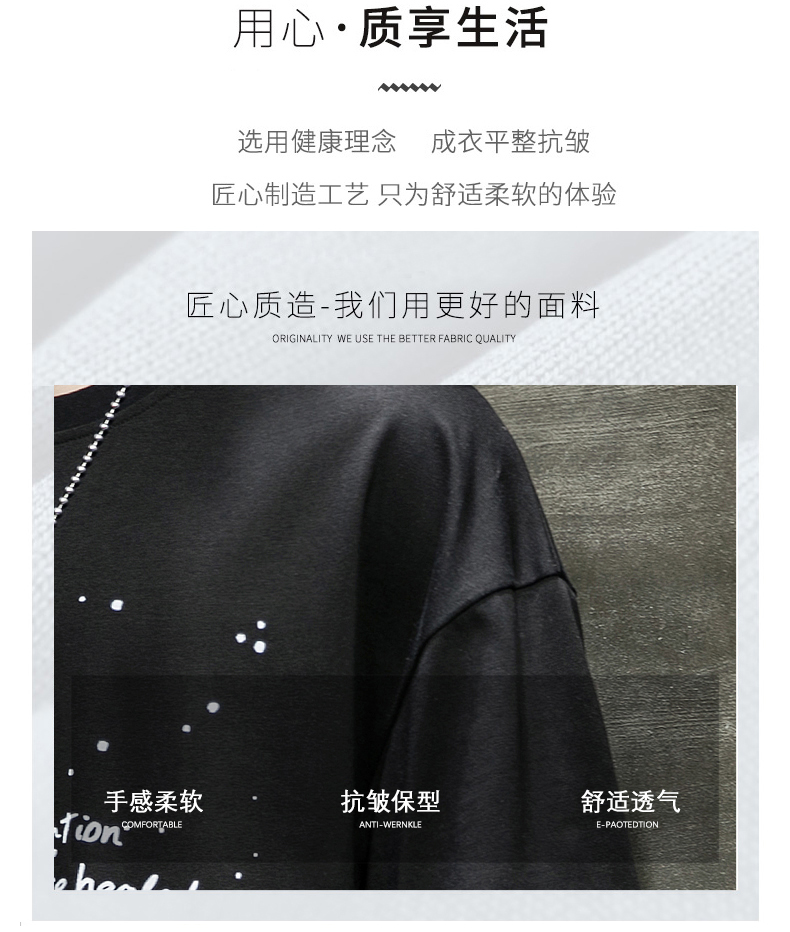 用心·质享生活
选用健康理念 成衣平整抗皱
匠心制造工艺 只为舒适柔软的体验
匠心质造-我们用更好的面料
ORIGINALITY WE USE THE BETTER FABRIC QUALITY
手感柔软 抗皱保型 舒适透气
COMFORTABLE ANTI-WERNKLE E-PAOTEDTION